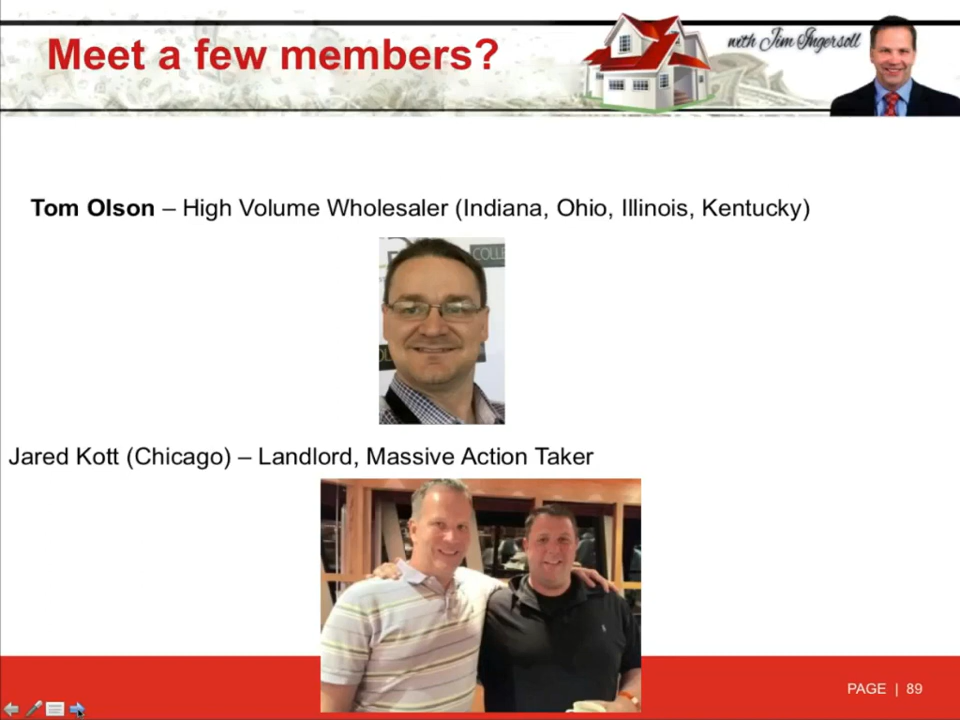 Meet a few members?
with Jim Ingersoll
Tom Olson – High Volume Wholesaler (Indiana, Ohio, Illinois, Kentucky)
COLL
Jared Kott (Chicago) – Landlord, Massive Action Taker
PAGE | 89